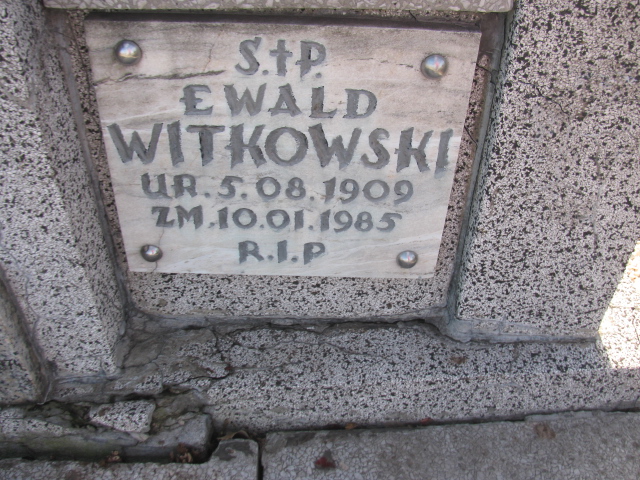 S.†P.
EWALD
WITKOWSKI
UR. 5.08.1909
ZM. 10.01.1985
R.I.P